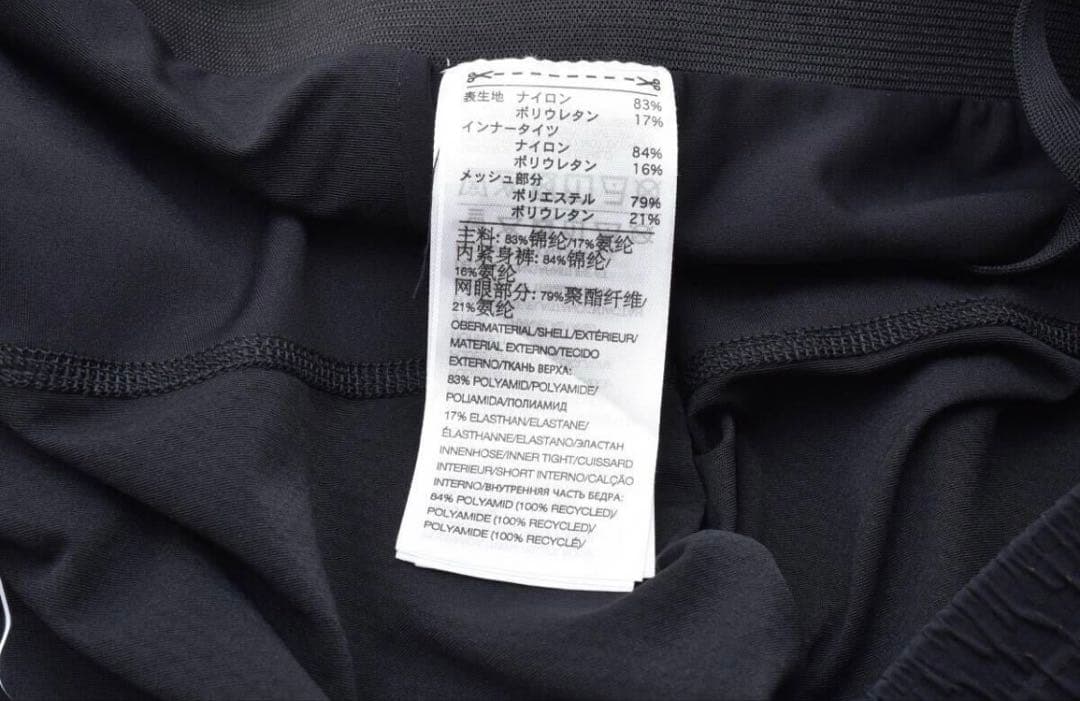 表生地 ナイロン 83%
ポリウレタン 17%
インナータイツ
ナイロン 84%
ポリウレタン 16%
メッシュ部分
ポリエステル 79%
ポリウレタン 21%
主料: 83%锦纶/17%氨纶
内紧身裤: 84%锦纶/
16%氨纶
网眼部分: 79%聚酯纤维/
21%氨纶
OBERMATERIAL/SHELL/EXTÉRIEUR/
MATERIAL EXTERNO/TECIDO
EXTERNO/ТКАНЬ ВЕРХА:
83% POLYAMID/POLYAMIDE/
POLIAMIDA/ПОЛИАМИД
17% ELASTHAN/ELASTANE/
ÉLASTHANNE/ELASTANO/ЭЛАСТАН
INNENHOSE/INNER TIGHT/CUISSARD
INTERIEUR/SHORT INTERNO/CALÇÃO
INTERNO/ВНУТРЕННЯЯ ЧАСТЬ БЕДРА:
84% POLYAMID (100% RECYCLED)/
POLYAMIDE (100% RECYCLED)/
POLYAMIDE (100% RECYCLÉ)/